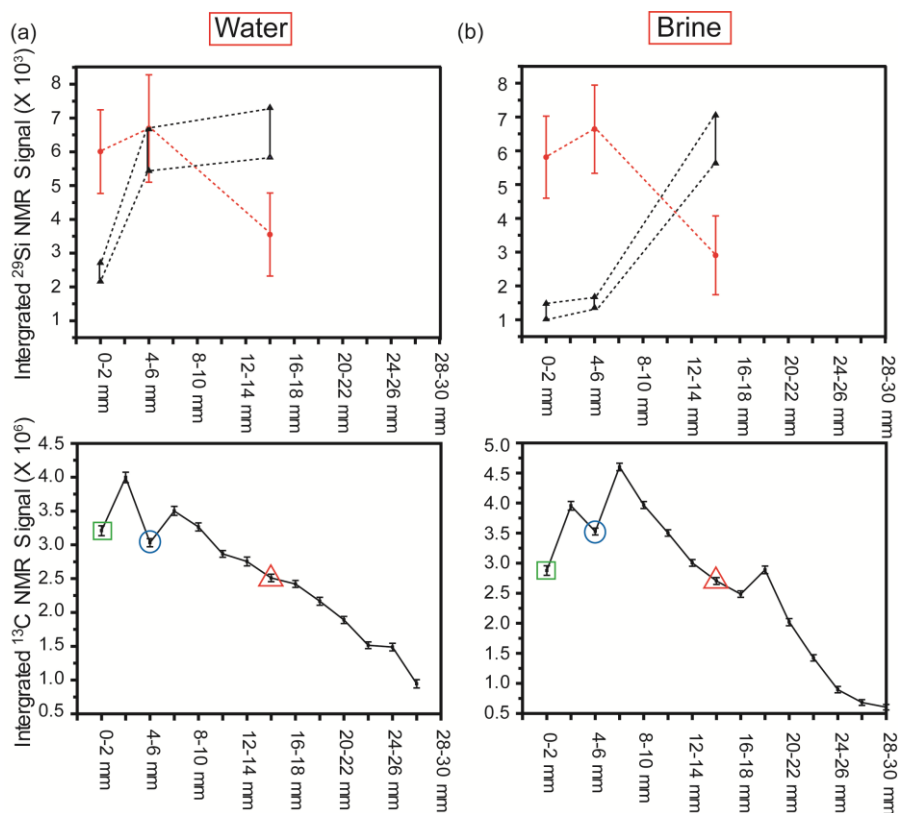 (a) Water
(b) Brine
Intergrated ²⁹Si NMR Signal (X 10³)
8
7
6
5
4
3
2
1
0-2 mm
4-6 mm
8-10 mm
12-14 mm
16-18 mm
20-22 mm
24-26 mm
28-30 mm
8
7
6
5
4
3
2
1
0-2 mm
4-6 mm
8-10 mm
12-14 mm
16-18 mm
20-22 mm
24-26 mm
28-30 mm
Intergrated ¹³C NMR Signal (X 10⁶)
4.5
4.0
3.5
3.0
2.5
2.0
1.5
1.0
0.5
0-2 mm
4-6 mm
8-10 mm
12-14 mm
16-18 mm
20-22 mm
24-26 mm
28-30 mm
5.0
4.5
4.0
3.5
3.0
2.5
2.0
1.5
1.0
0.5
0-2 mm
4-6 mm
8-10 mm
12-14 mm
16-18 mm
20-22 mm
24-26 mm
28-30 mm